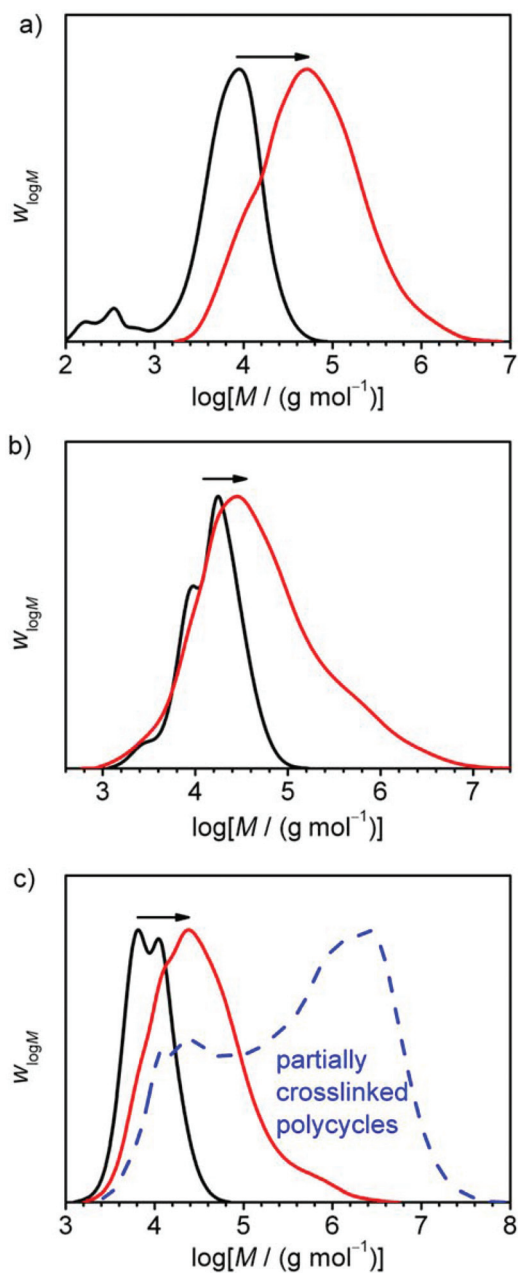 a)
w_logM
2 3 4 5 6 7
log[M / (g mol⁻¹)]
b)
w_logM
3 4 5 6 7
log[M / (g mol⁻¹)]
c)
partially
crosslinked
polycycles
w_logM
3 4 5 6 7 8
log[M / (g mol⁻¹)]